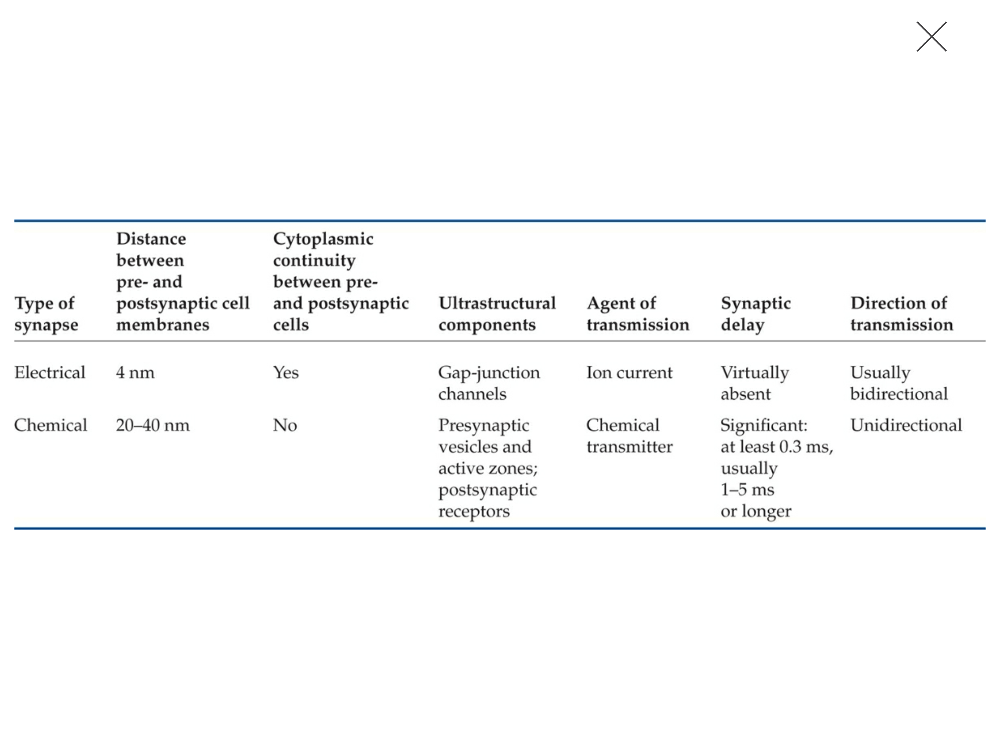 Type of synapse
Distance between pre- and postsynaptic cell membranes
Cytoplasmic continuity between pre- and postsynaptic cells
Ultrastructural components
Agent of transmission
Synaptic delay
Direction of transmission
Electrical
4 nm
Yes
Gap-junction channels
Ion current
Virtually absent
Usually bidirectional
Chemical
20–40 nm
No
Presynaptic vesicles and active zones; postsynaptic receptors
Chemical transmitter
Significant: at least 0.3 ms, usually 1–5 ms or longer
Unidirectional